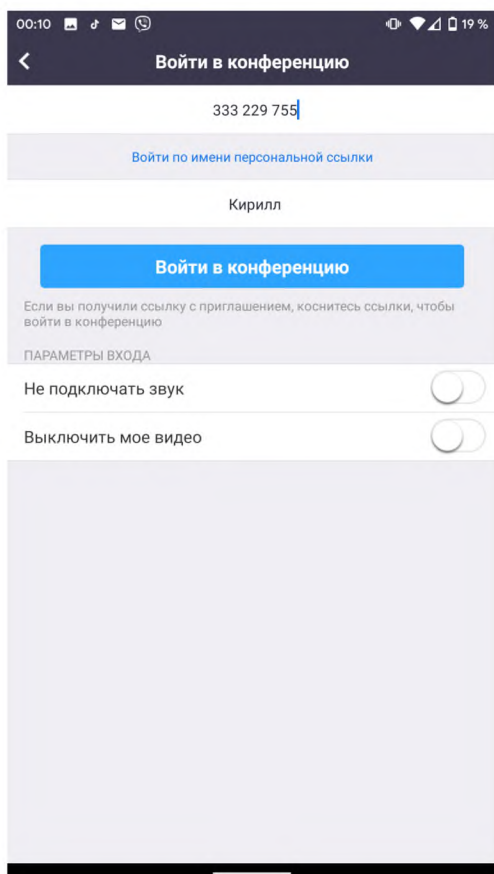 00:10 19 %
Войти в конференцию
333 229 755
Войти по имени персональной ссылки
Кирилл
Войти в конференцию
Если вы получили ссылку с приглашением, коснитесь ссылки, чтобы
войти в конференцию
ПАРАМЕТРЫ ВХОДА
Не подключать звук
Выключить мое видео